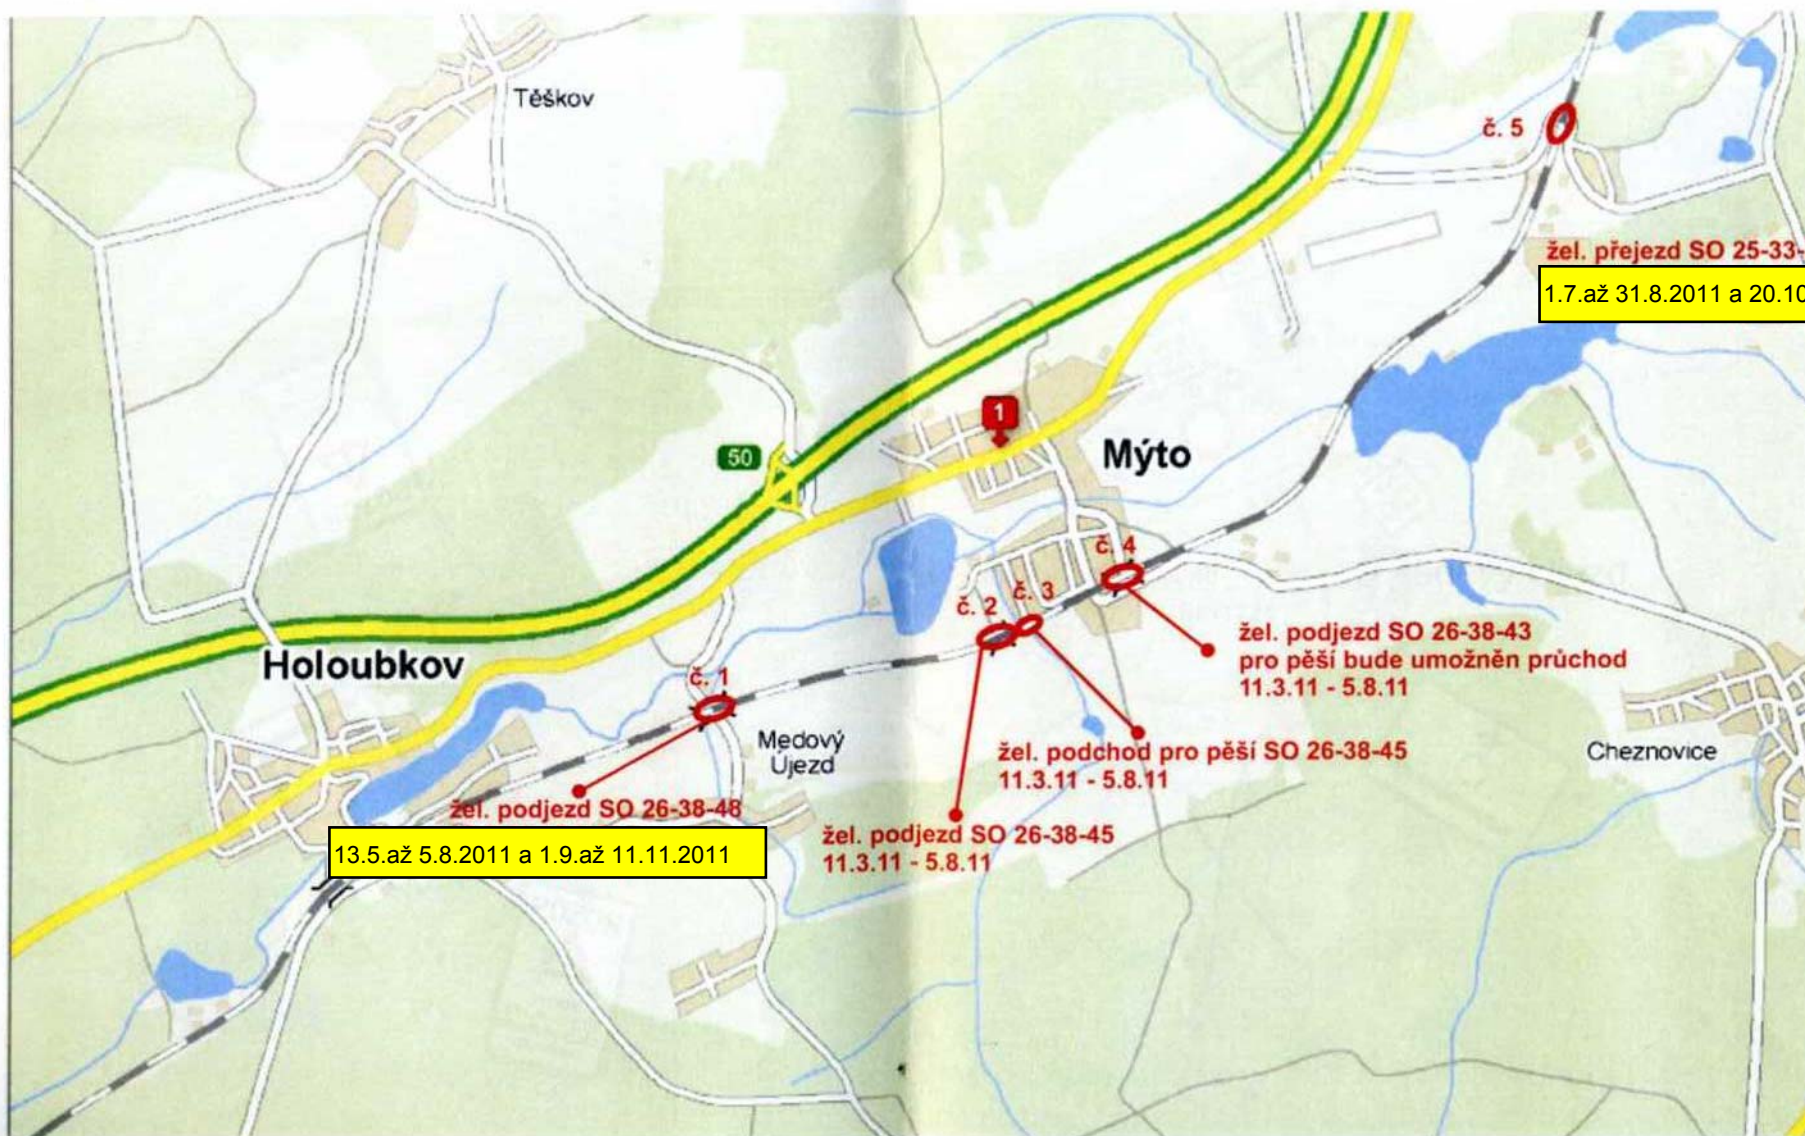 Těškov
č. 5
žel. přejezd SO 25-33-
1.7.až 31.8.2011 a 20.10
1
50
Mýto
č. 4
č. 3
č. 2
žel. podjezd SO 26-38-43
pro pěší bude umožněn průchod
11.3.11 - 5.8.11
Holoubkov
č. 1
Medový
Újezd
žel. podchod pro pěší SO 26-38-45
11.3.11 - 5.8.11
Cheznovice
žel. podjezd SO 26-38-48
13.5.až 5.8.2011 a 1.9.až 11.11.2011
žel. podjezd SO 26-38-45
11.3.11 - 5.8.11